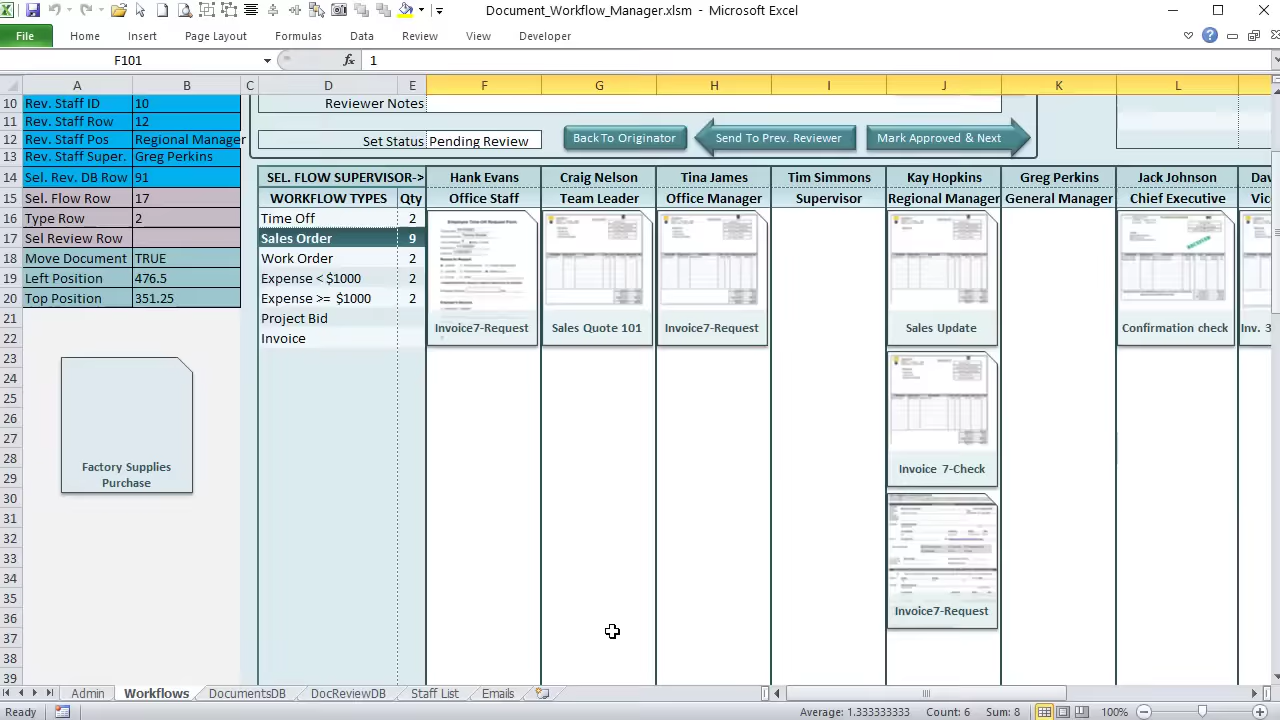 Document_Workflow_Manager.xlsm - Microsoft Excel
File Home Insert Page Layout Formulas Data Review View Developer
F101 fx 1
A B C D E F G H I J K L
10 Rev. Staff ID 10 Reviewer Notes
11 Rev. Staff Row 12
12 Rev. Staff Pos Regional Manager Set Status Pending Review Back To Originator Send To Prev. Reviewer Mark Approved & Next
13 Rev. Staff Super. Greg Perkins
14 Sel. Rev. DB Row 91 SEL. FLOW SUPERVISOR-> Hank Evans Craig Nelson Tina James Tim Simmons Kay Hopkins Greg Perkins Jack Johnson
15 Sel. Flow Row 17 WORKFLOW TYPES Qty Office Staff Team Leader Office Manager Supervisor Regional Manager General Manager Chief Executive
16 Type Row 2 Time Off 2
17 Sel Review Row Sales Order 9
18 Move Document TRUE Work Order 2
19 Left Position 476.5 Expense < $1000 2
20 Top Position 351.25 Expense >= $1000 2
21 Project Bid
Invoice7-Request Sales Quote 101 Invoice7-Request Sales Update Confirmation check Inv. 3
22 Invoice
23
24
25
26
27
28
Invoice 7-Check
Factory Supplies
29
Purchase
30
31
32
33
34
35
Invoice7-Request
36
37
38
39
Admin Workflows DocumentsDB DocReviewDB Staff List Emails
Ready Average: 1.333333333 Count: 6 Sum: 8 100%